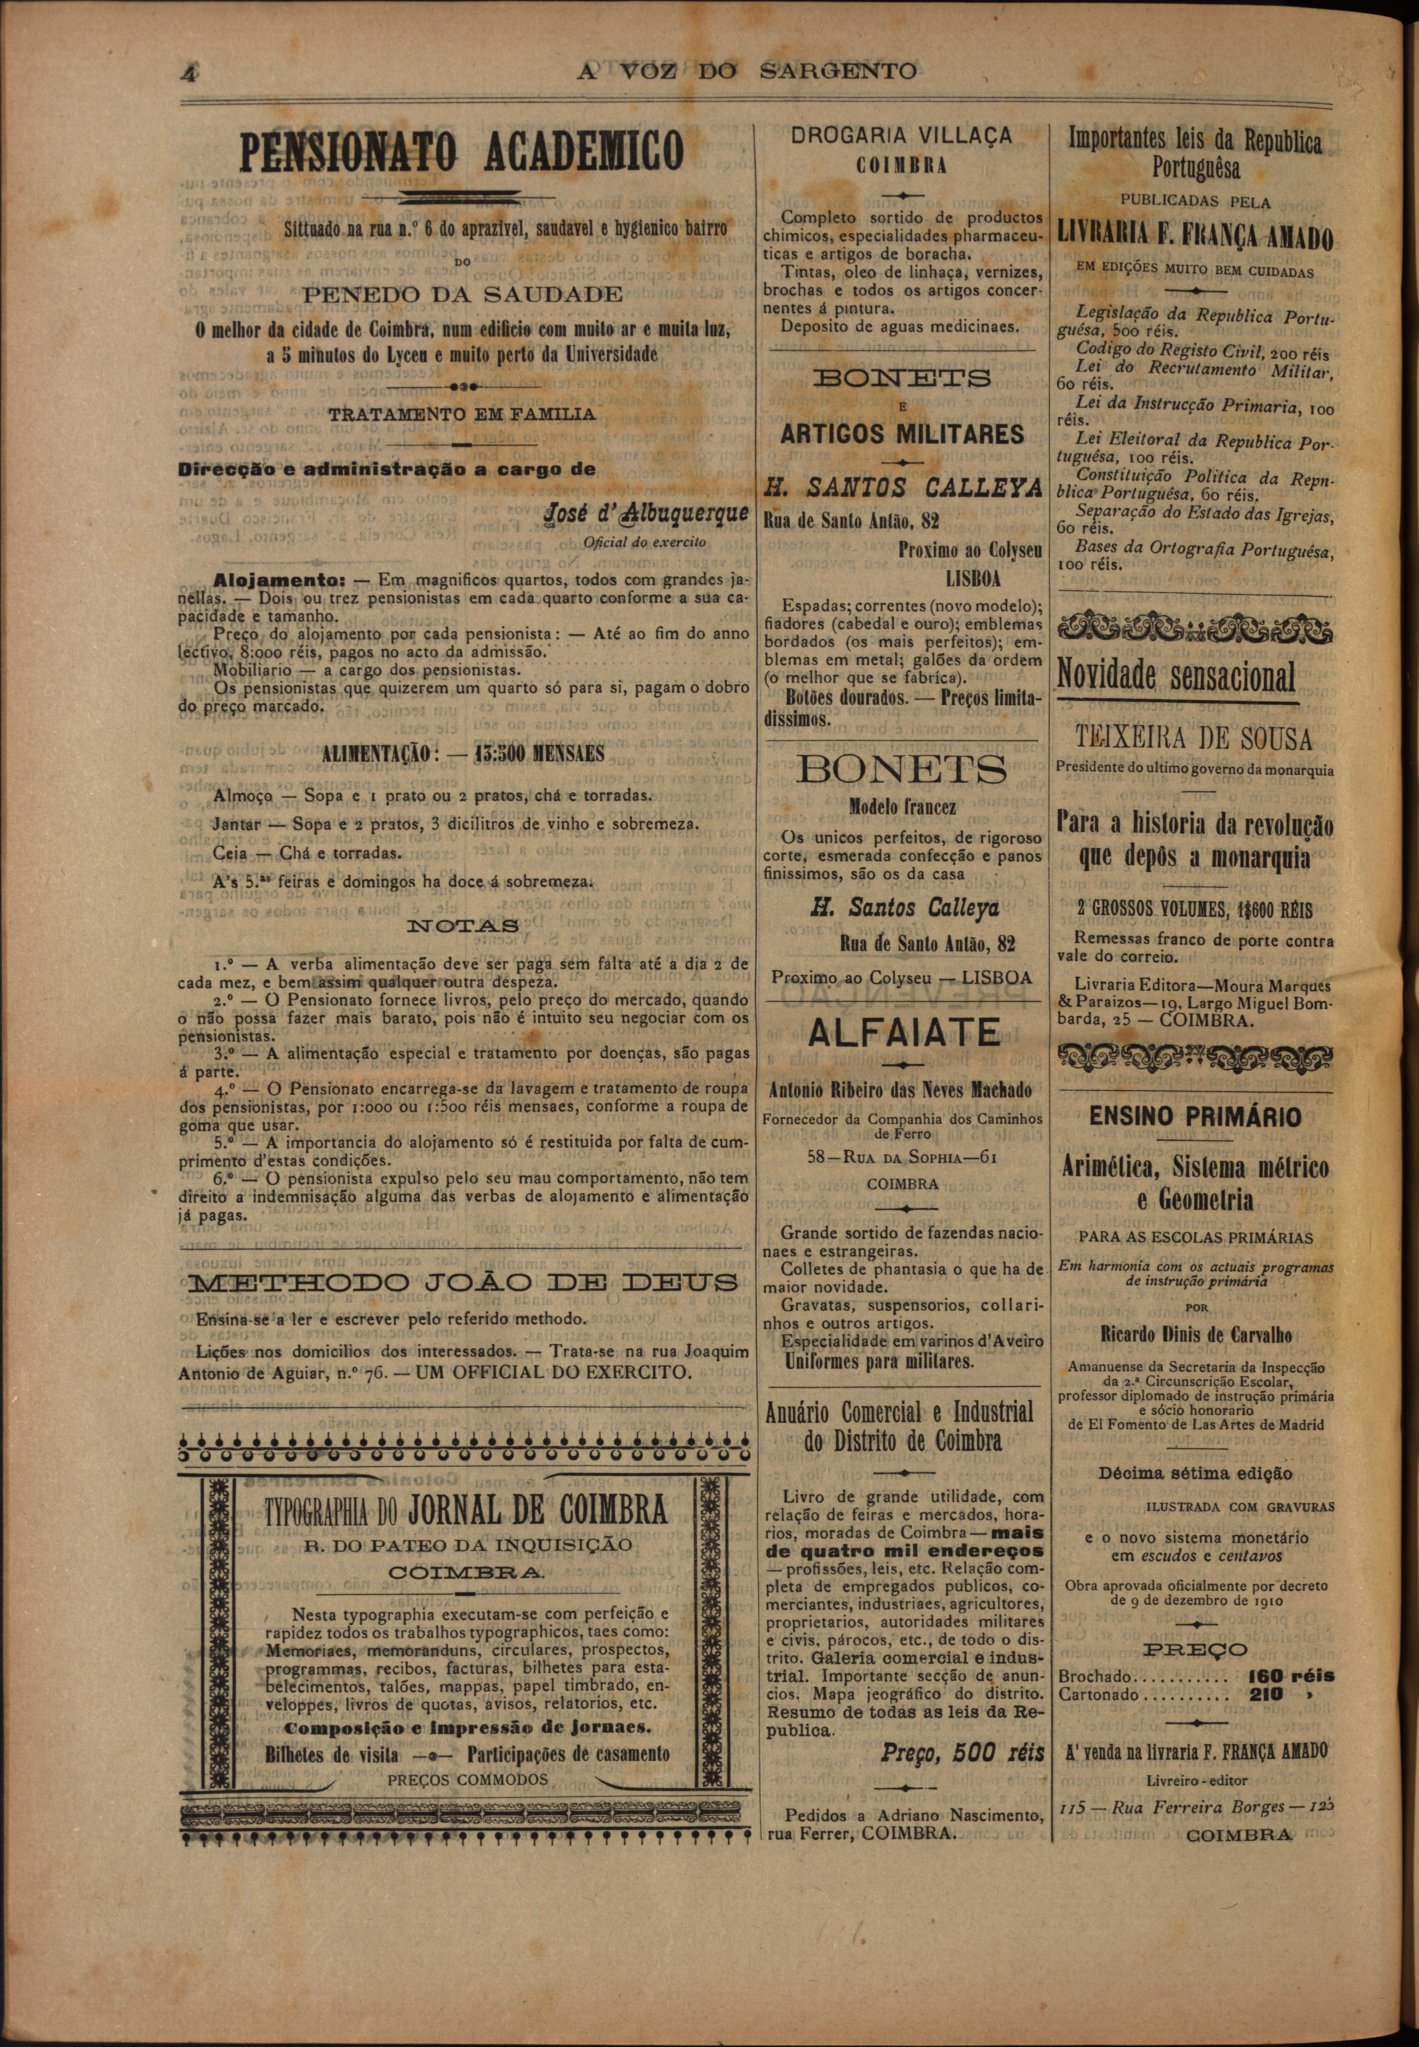 4
A VOZ DO SARGENTO
PENSIONATO ACADEMICO
Sittuado na rua n.º 6 do aprazivel, saudavel e hygienico bairro
DO
PENEDO DA SAUDADE
O melhor da cidade de Coimbra, num edificio com muito ar e muita luz,
a 5 minutos do Lyceu e muito perto da Universidade
TRATAMENTO EM FAMILIA
Direcção e administração a cargo de
José d'Albuquerque
Oficial do exercito
Alojamento: — Em magnificos quartos, todos com grandes ja-
nellas. — Dois ou trez pensionistas em cada quarto conforme a sua ca-
pacidade e tamanho.
Preço do alojamento por cada pensionista: — Até ao fim do anno
lectivo, 8:000 réis, pagos no acto da admissão.
Mobiliario — a cargo dos pensionistas.
Os pensionistas que quizerem um quarto só para si, pagam o dobro
do preço marcado.
ALIMENTAÇÃO: — 13:500 MENSAES
Almoço — Sopa e 1 prato ou 2 pratos, chá e torradas.
Jantar — Sopa e 2 pratos, 3 dicilitros de vinho e sobremeza.
Ceia — Chá e torradas.
A's 5.as feiras e domingos ha doce á sobremeza.
NOTAS
1.º — A verba alimentação deve ser paga sem falta até a dia 2 de
cada mez, e bem assim qualquer outra despeza.
2.º — O Pensionato fornece livros, pelo preço do mercado, quando
o não possa fazer mais barato, pois não é intuito seu negociar com os
pensionistas.
3.º — A alimentação especial e tratamento por doenças, são pagas
á parte.
4.º — O Pensionato encarrega-se da lavagem e tratamento de roupa
dos pensionistas, por 1:000 ou 1:500 réis mensaes, conforme a roupa de
goma que usar.
5.º — A importancia do alojamento só é restituida por falta de cum-
primento d'estas condições.
6.º — O pensionista expulso pelo seu mau comportamento, não tem
direito a indemnisação alguma das verbas de alojamento e alimentação
já pagas.
METHODO JOÃO DE DEUS
Ensina-se a ler e escrever pelo referido methodo.
Lições nos domicilios dos interessados. — Trata-se na rua Joaquim
Antonio de Aguiar, n.º 76. — UM OFFICIAL DO EXERCITO.
TYPOGRAPHIA DO JORNAL DE COIMBRA
R. DO PATEO DA INQUISIÇÃO
COIMBRA.
Nesta typographia executam-se com perfeição e
rapidez todos os trabalhos typographicos, taes como:
Memoriaes, memoranduns, circulares, prospectos,
programmas, recibos, facturas, bilhetes para esta-
belecimentos, talões, mappas, papel timbrado, en-
veloppes, livros de quotas, avisos, relatorios, etc.
Composição e impressão de jornaes.
Bilhetes de visita — Participações de casamento
PREÇOS COMMODOS
DROGARIA VILLAÇA
COIMBRA
Completo sortido de productos
chimicos, especialidades pharmaceu-
ticas e artigos de boracha.
Tintas, oleo de linhaça, vernizes,
brochas e todos os artigos concer-
nentes á pintura.
Deposito de aguas medicinaes.
BONETS
E
ARTIGOS MILITARES
H. SANTOS CALLEYA
Rua de Santo Antão, 82
Proximo ao Colyseu
LISBOA
Espadas; correntes (novo modelo);
fiadores (cabedal e ouro); emblemas
bordados (os mais perfeitos); em-
blemas em metal; galões da ordem
(o melhor que se fabrica).
Botões dourados. — Preços limita-
dissimos.
BONETS
Modelo francez
Os unicos perfeitos, de rigoroso
corte, esmerada confecção e panos
finissimos, são os da casa
H. Santos Calleya
Rua de Santo Antão, 82
Proximo ao Colyseu — LISBOA
ALFAIATE
Antonio Ribeiro das Neves Machado
Fornecedor da Companhia dos Caminhos
de Ferro
58—RUA DA SOPHIA—61
COIMBRA
Grande sortido de fazendas nacio-
naes e estrangeiras.
Colletes de phantasia o que ha de
maior novidade.
Gravatas, suspensorios, collari-
nhos e outros artigos.
Especialidade em varinos d'Aveiro
Uniformes para militares.
Anuário Comercial e Industrial
do Distrito de Coimbra
Livro de grande utilidade, com
relação de feiras e mercados, hora-
rios, moradas de Coimbra — mais
de quatro mil endereços
— profissões, leis, etc. Relação com-
pleta de empregados publicos, co-
merciantes, industriaes, agricultores,
proprietarios, autoridades militares
e civis, párocos, etc., de todo o dis-
trito. Galeria comercial e indus-
trial. Importante secção de anun-
cios. Mapa jeográfico do distrito.
Resumo de todas as leis da Re-
publica.
Preço, 500 réis
Pedidos a Adriano Nascimento,
rua Ferrer, COIMBRA.
Importantes leis da Republica
Portuguêsa
PUBLICADAS PELA
LIVRARIA F. FRANÇA AMADO
EM EDIÇÕES MUITO BEM CUIDADAS
Legislação da Republica Portu-
guêsa, 500 réis.
Codigo do Registo Civil, 200 réis
Lei do Recrutamento Militar,
60 réis.
Lei da Instrucção Primaria, 100
réis.
Lei Eleitoral da Republica Por-
tuguêsa, 100 réis.
Constituição Politica da Repn-
blica Portuguêsa, 60 réis.
Separação do Estado das Igrejas,
60 réis.
Bases da Ortografia Portuguêsa,
100 réis.
Novidade sensacional
TEIXEIRA DE SOUSA
Presidente do ultimo governo da monarquia
Para a historia da revolução
que depôs a monarquia
2 GROSSOS VOLUMES, 1$600 RÉIS
Remessas franco de porte contra
vale do correio.
Livraria Editora—Moura Marques
& Paraizos—19, Largo Miguel Bom-
barda, 25 — COIMBRA.
ENSINO PRIMÁRIO
Arimética, Sistema métrico
e Geometria
PARA AS ESCOLAS PRIMÁRIAS
Em harmonia com os actuais programas
de instrução primária
POR
Ricardo Dinis de Carvalho
Amanuense da Secretaria da Inspecção
da 2.ª Circunscrição Escolar,
professor diplomado de instrução primária
e sócio honorario
de El Fomento de Las Artes de Madrid
Décima sétima edição
ILUSTRADA COM GRAVURAS
e o novo sistema monetário
em escudos e centavos
Obra aprovada oficialmente por decreto
de 9 de dezembro de 1910
PREÇO
Brochado........... 160 réis
Cartonado.......... 210 »
A' venda na livraria F. FRANÇA AMADO
Livreiro-editor
115 — Rua Ferreira Borges — 125
COIMBRA